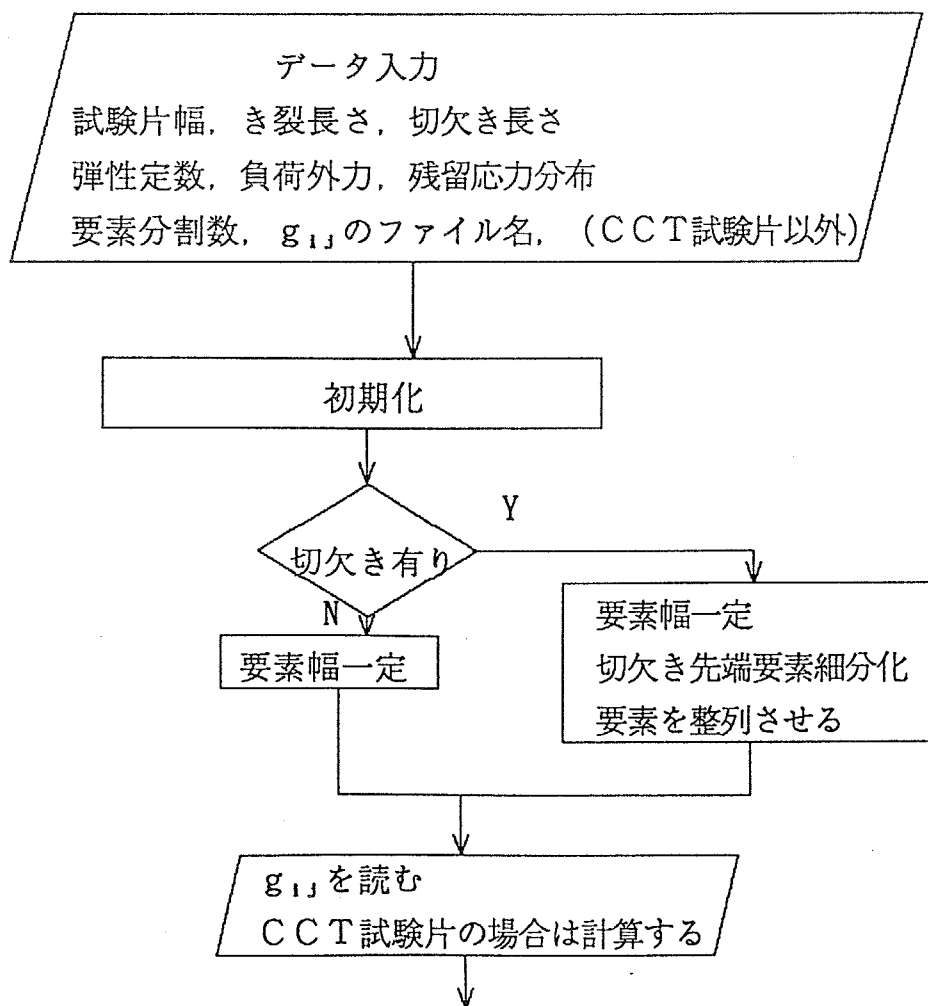 データ入力
試験片幅，き裂長さ，切欠き長さ
弾性定数，負荷外力，残留応力分布
要素分割数，gijのファイル名，（ＣＣＴ試験片以外）
初期化
切欠き有り
Y
N
要素幅一定
要素幅一定
切欠き先端要素細分化
要素を整列させる
gijを読む
ＣＣＴ試験片の場合は計算する